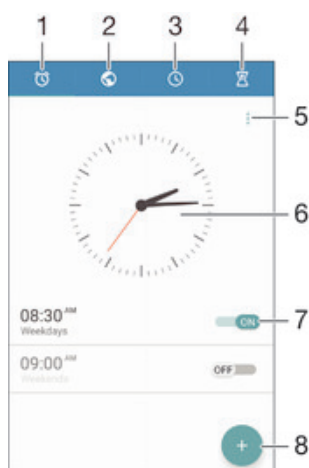 1 2 3 4
5
6
08:30 AM
Weekdays
ON
7
09:00 AM
Weekends
OFF
8